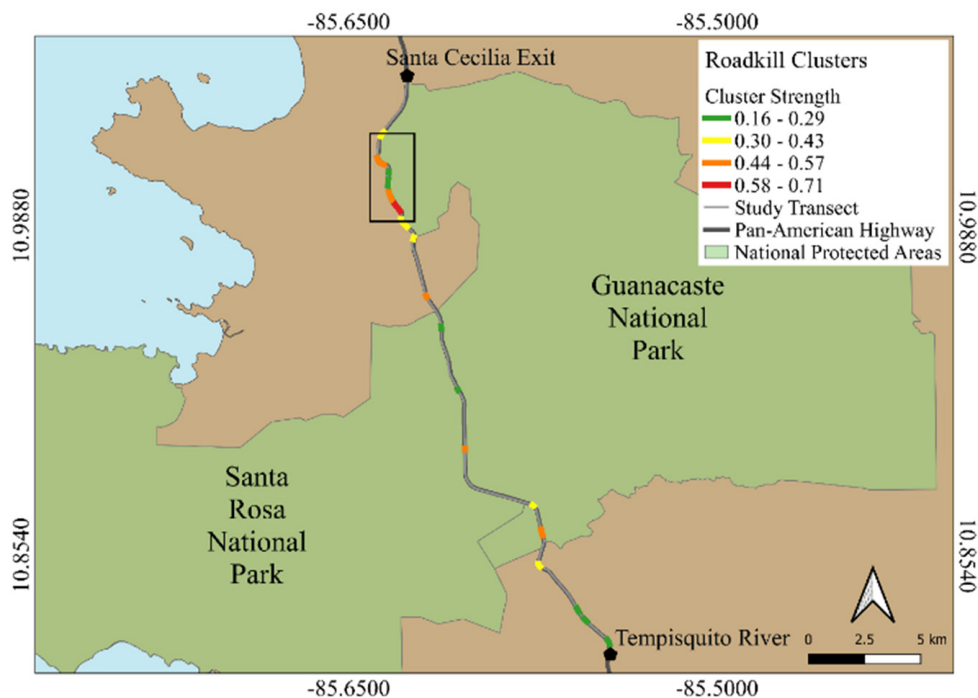 -85.6500
-85.5000
Santa Cecilia Exit
Roadkill Clusters
Cluster Strength
0.16 - 0.29
0.30 - 0.43
0.44 - 0.57
0.58 - 0.71
Study Transect
Pan-American Highway
National Protected Areas
10.9880
10.9880
Guanacaste
National
Park
Santa
Rosa
National
Park
10.8540
10.8540
Tempisquito River
0
2.5
5 km
-85.6500
-85.5000